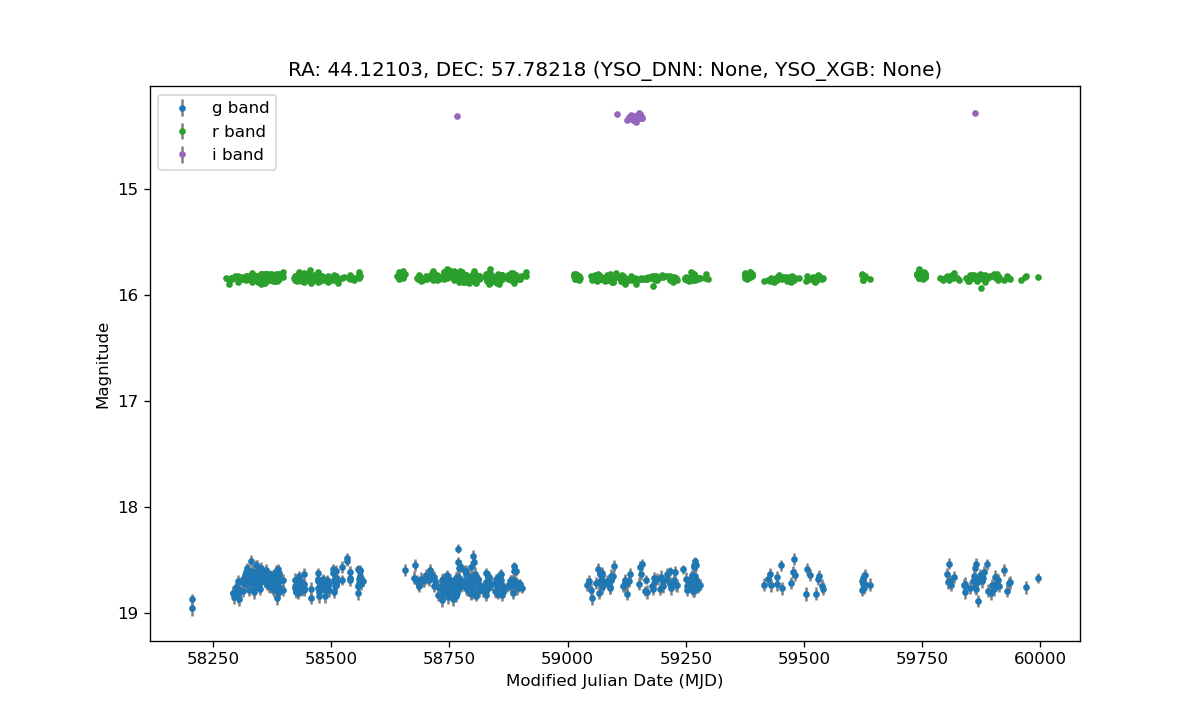 RA: 44.12103, DEC: 57.78218 (YSO_DNN: None, YSO_XGB: None)
g band
r band
i band
15
16
17
18
19
Magnitude
58250 58500 58750 59000 59250 59500 59750 60000
Modified Julian Date (MJD)